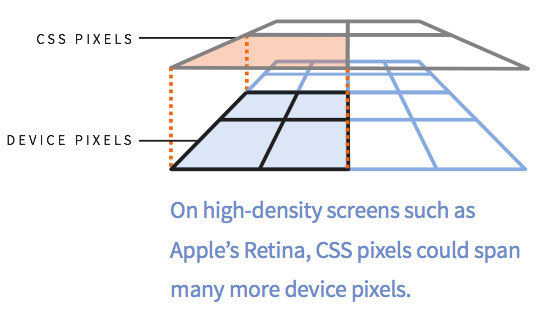 CSS PIXELS
DEVICE PIXELS
On high-density screens such as
Apple's Retina, CSS pixels could span
many more device pixels.